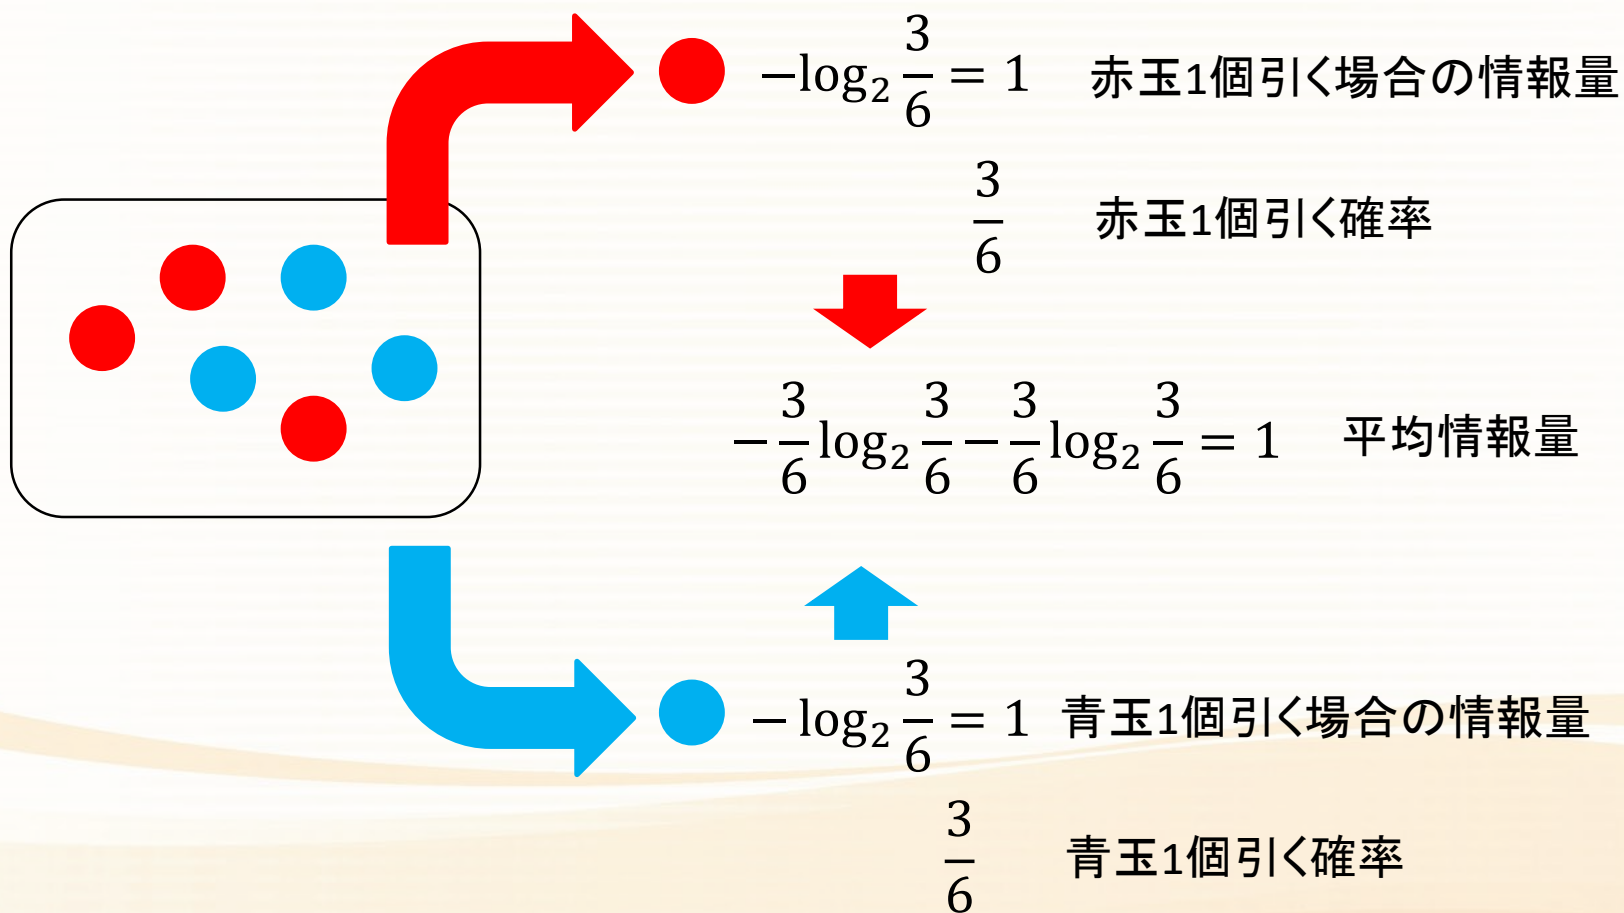 −log₂ 3/6 = 1 赤玉1個引く場合の情報量
3/6 赤玉1個引く確率
−3/6 log₂ 3/6 − 3/6 log₂ 3/6 = 1 平均情報量
−log₂ 3/6 = 1 青玉1個引く場合の情報量
3/6 青玉1個引く確率